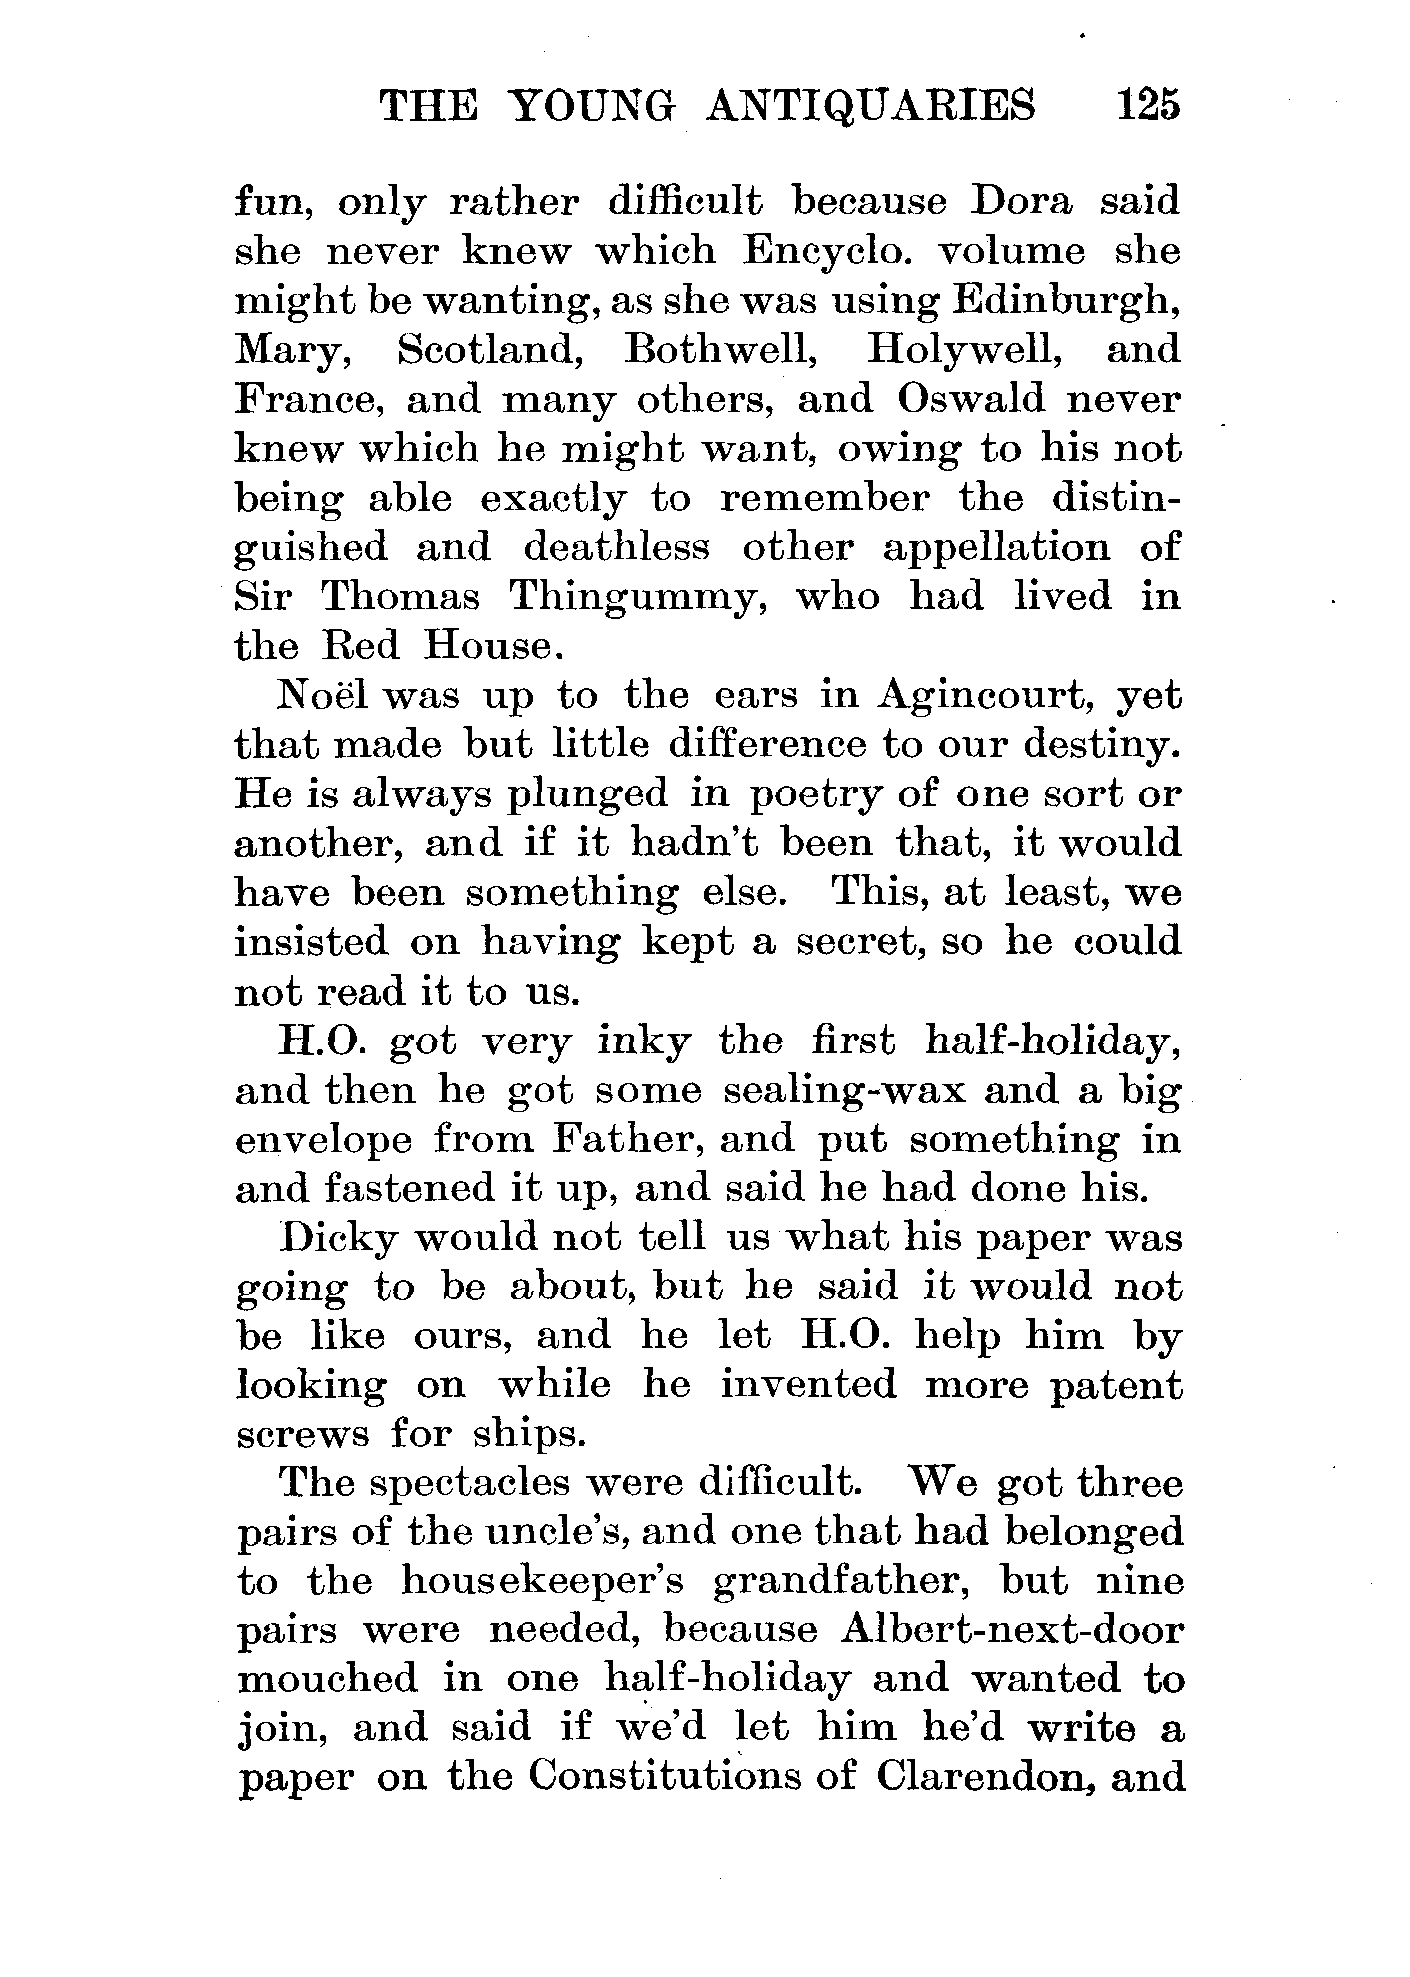 THE YOUNG ANTIQUARIES 125
fun, only rather difficult because Dora said
she never knew which Encyclo. volume she
might be wanting, as she was using Edinburgh,
Mary, Scotland, Bothwell, Holywell, and
France, and many others, and Oswald never
knew which he might want, owing to his not
being able exactly to remember the distin-
guished and deathless other appellation of
Sir Thomas Thingummy, who had lived in
the Red House.
Noël was up to the ears in Agincourt, yet
that made but little difference to our destiny.
He is always plunged in poetry of one sort or
another, and if it hadn't been that, it would
have been something else. This, at least, we
insisted on having kept a secret, so he could
not read it to us.
H.O. got very inky the first half-holiday,
and then he got some sealing-wax and a big
envelope from Father, and put something in
and fastened it up, and said he had done his.
Dicky would not tell us what his paper was
going to be about, but he said it would not
be like ours, and he let H.O. help him by
looking on while he invented more patent
screws for ships.
The spectacles were difficult. We got three
pairs of the uncle's, and one that had belonged
to the housekeeper's grandfather, but nine
pairs were needed, because Albert-next-door
mouched in one half-holiday and wanted to
join, and said if we'd let him he'd write a
paper on the Constitutions of Clarendon, and